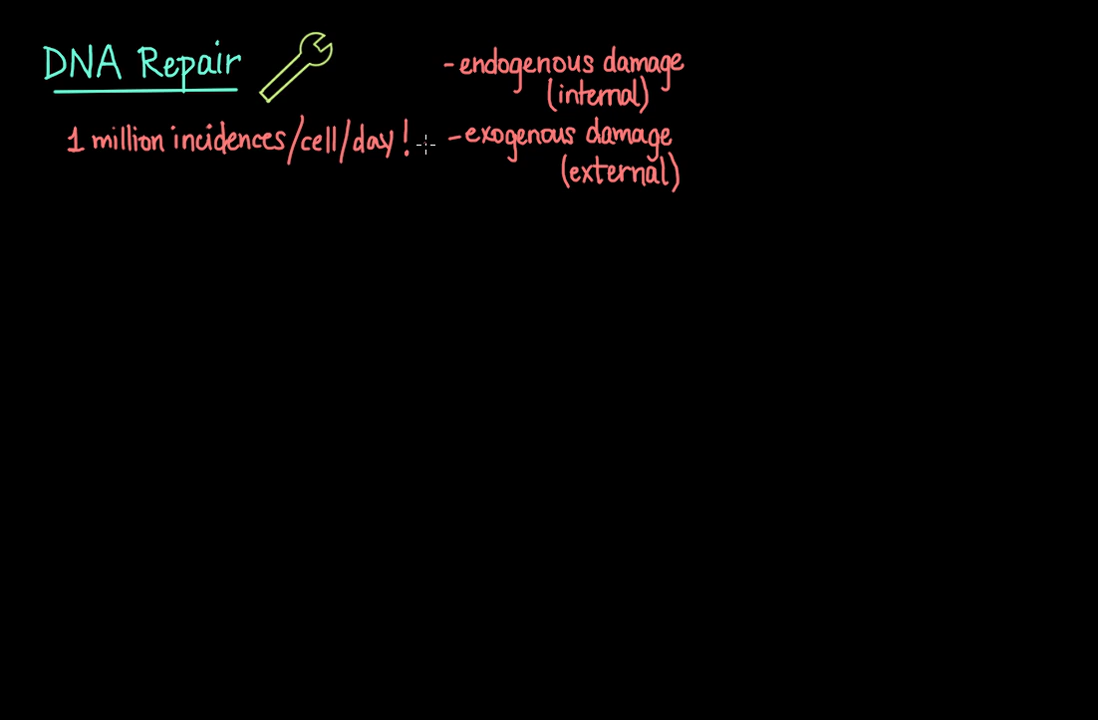 DNA Repair
1 million incidences/cell/day!
-endogenous damage
(internal)
-exogenous damage
(external)